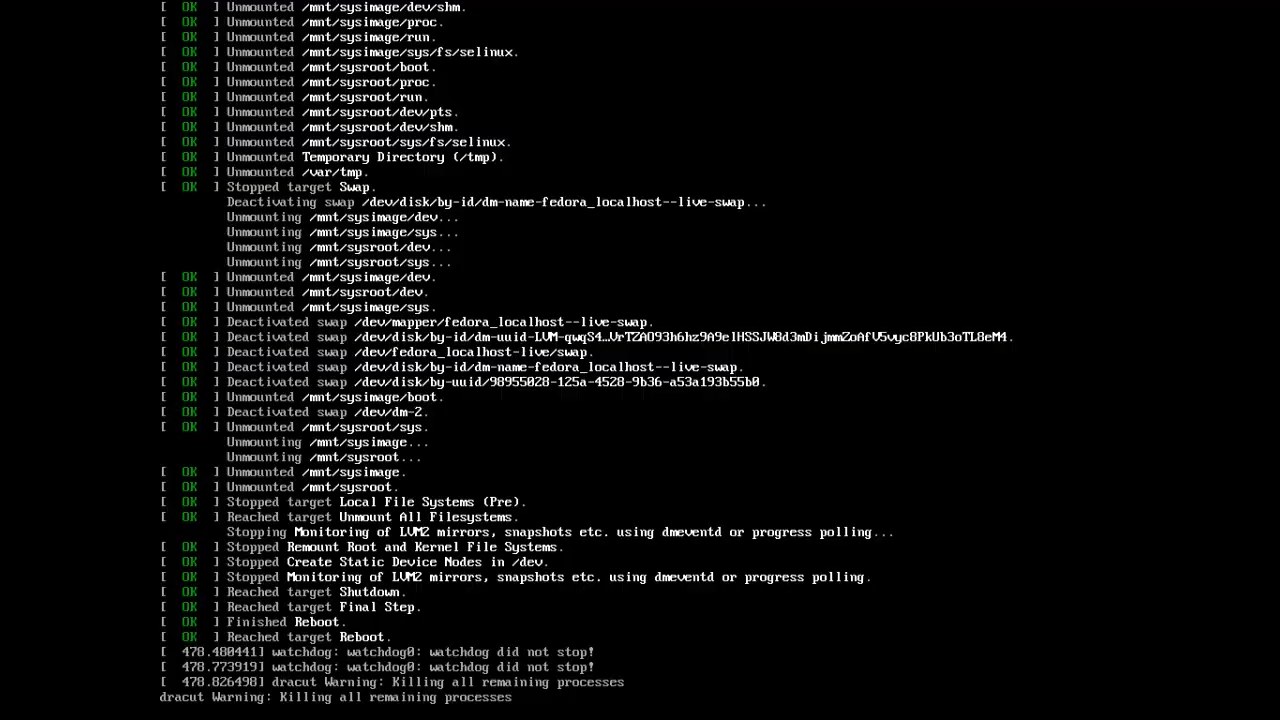 [  OK  ] Unmounted /mnt/sysimage/dev/shm.
[  OK  ] Unmounted /mnt/sysimage/proc.
[  OK  ] Unmounted /mnt/sysimage/run.
[  OK  ] Unmounted /mnt/sysimage/sys/fs/selinux.
[  OK  ] Unmounted /mnt/sysroot/boot.
[  OK  ] Unmounted /mnt/sysroot/proc.
[  OK  ] Unmounted /mnt/sysroot/run.
[  OK  ] Unmounted /mnt/sysroot/dev/pts.
[  OK  ] Unmounted /mnt/sysroot/dev/shm.
[  OK  ] Unmounted /mnt/sysroot/sys/fs/selinux.
[  OK  ] Unmounted Temporary Directory (/tmp).
[  OK  ] Unmounted /var/tmp.
[  OK  ] Stopped target Swap.
Deactivating swap /dev/disk/by-id/dm-name-fedora_localhost--live-swap...
Unmounting /mnt/sysimage/dev...
Unmounting /mnt/sysimage/sys...
Unmounting /mnt/sysroot/dev...
Unmounting /mnt/sysroot/sys...
[  OK  ] Unmounted /mnt/sysimage/dev.
[  OK  ] Unmounted /mnt/sysroot/dev.
[  OK  ] Unmounted /mnt/sysimage/sys.
[  OK  ] Deactivated swap /dev/mapper/fedora_localhost--live-swap.
[  OK  ] Deactivated swap /dev/disk/by-id/dm-uuid-LVM-qwqS4…VrTZAO93h6hz9A9elHSSJW8d3mDijmmZoAfV5vyc8PkUb3oTL8eM4.
[  OK  ] Deactivated swap /dev/fedora_localhost-live/swap.
[  OK  ] Deactivated swap /dev/disk/by-id/dm-name-fedora_localhost--live-swap.
[  OK  ] Deactivated swap /dev/disk/by-uuid/98955028-125a-4528-9b36-a53a193b55b0.
[  OK  ] Unmounted /mnt/sysimage/boot.
[  OK  ] Deactivated swap /dev/dm-2.
[  OK  ] Unmounted /mnt/sysroot/sys.
Unmounting /mnt/sysimage...
Unmounting /mnt/sysroot...
[  OK  ] Unmounted /mnt/sysimage.
[  OK  ] Unmounted /mnt/sysroot.
[  OK  ] Stopped target Local File Systems (Pre).
[  OK  ] Reached target Unmount All Filesystems.
Stopping Monitoring of LVM2 mirrors, snapshots etc. using dmeventd or progress polling...
[  OK  ] Stopped Remount Root and Kernel File Systems.
[  OK  ] Stopped Create Static Device Nodes in /dev.
[  OK  ] Stopped Monitoring of LVM2 mirrors, snapshots etc. using dmeventd or progress polling.
[  OK  ] Reached target Shutdown.
[  OK  ] Reached target Final Step.
[  OK  ] Finished Reboot.
[  OK  ] Reached target Reboot.
[  478.480441] watchdog: watchdog0: watchdog did not stop!
[  478.773919] watchdog: watchdog0: watchdog did not stop!
[  478.826498] dracut Warning: Killing all remaining processes
dracut Warning: Killing all remaining processes